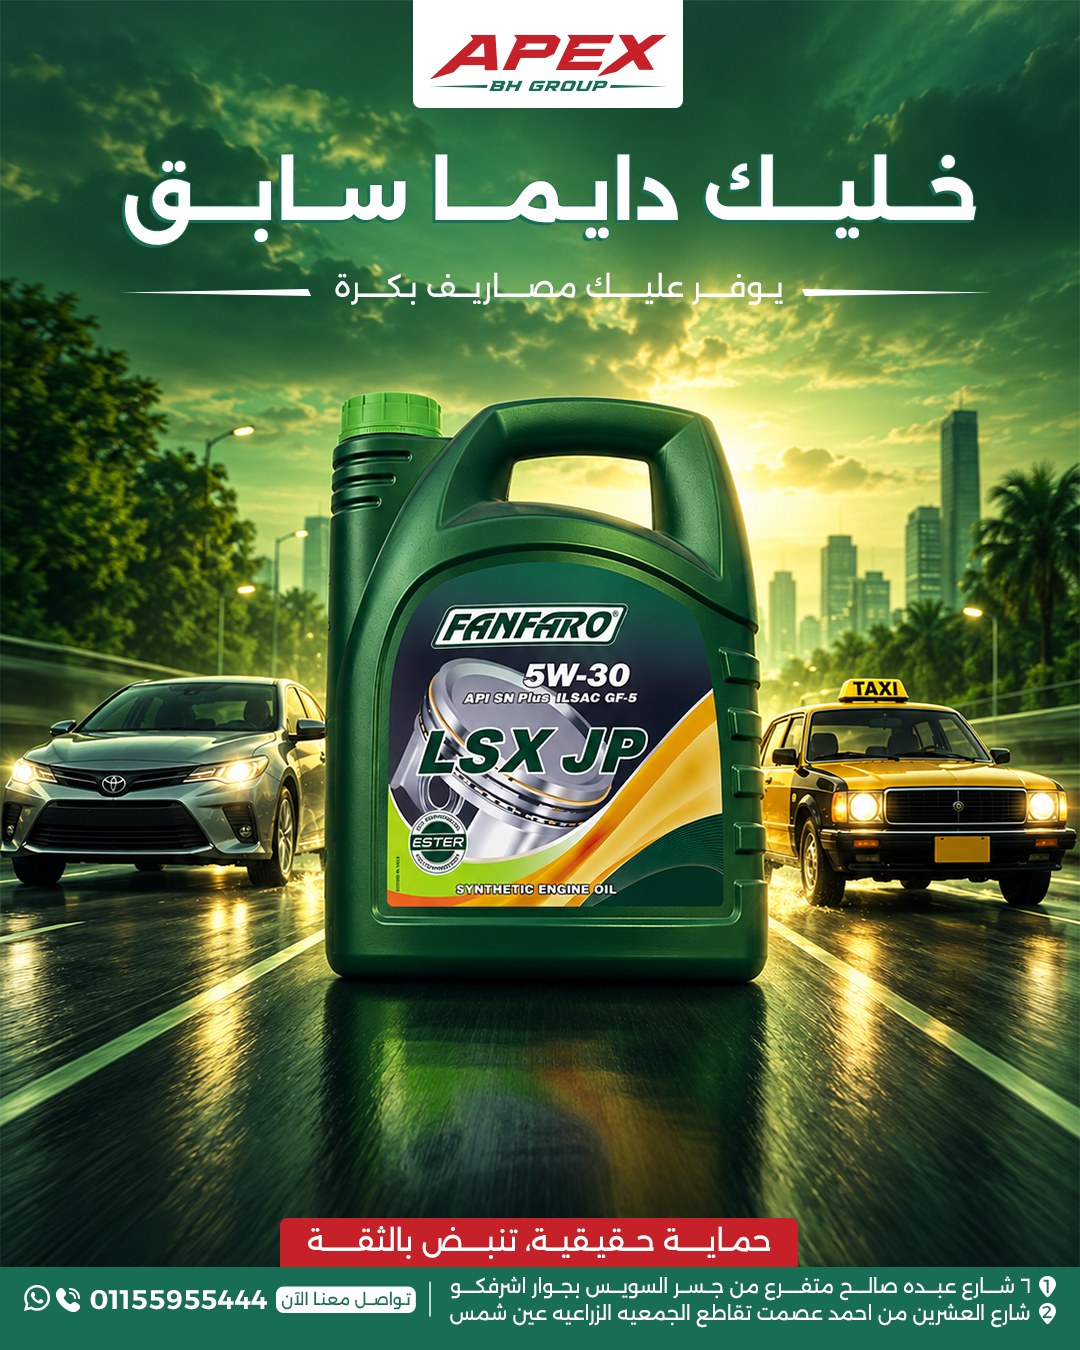 APEX
BH GROUP
خليك دايما سابق
يوفر عليك مصاريف بكرة
FANFARO®
5W-30
API SN Plus ILSAC GF-5
LSX JP
ESTER
SYNTHETIC ENGINE OIL
TAXI
حماية حقيقية، تنبض بالثقة
1 ٦ شارع عبده صالح متفرع من جسر السويس بجوار اشرفكو
2 شارع العشرين من احمد عصمت تقاطع الجمعيه الزراعيه عين شمس
تواصل معنا الآن 01155955444